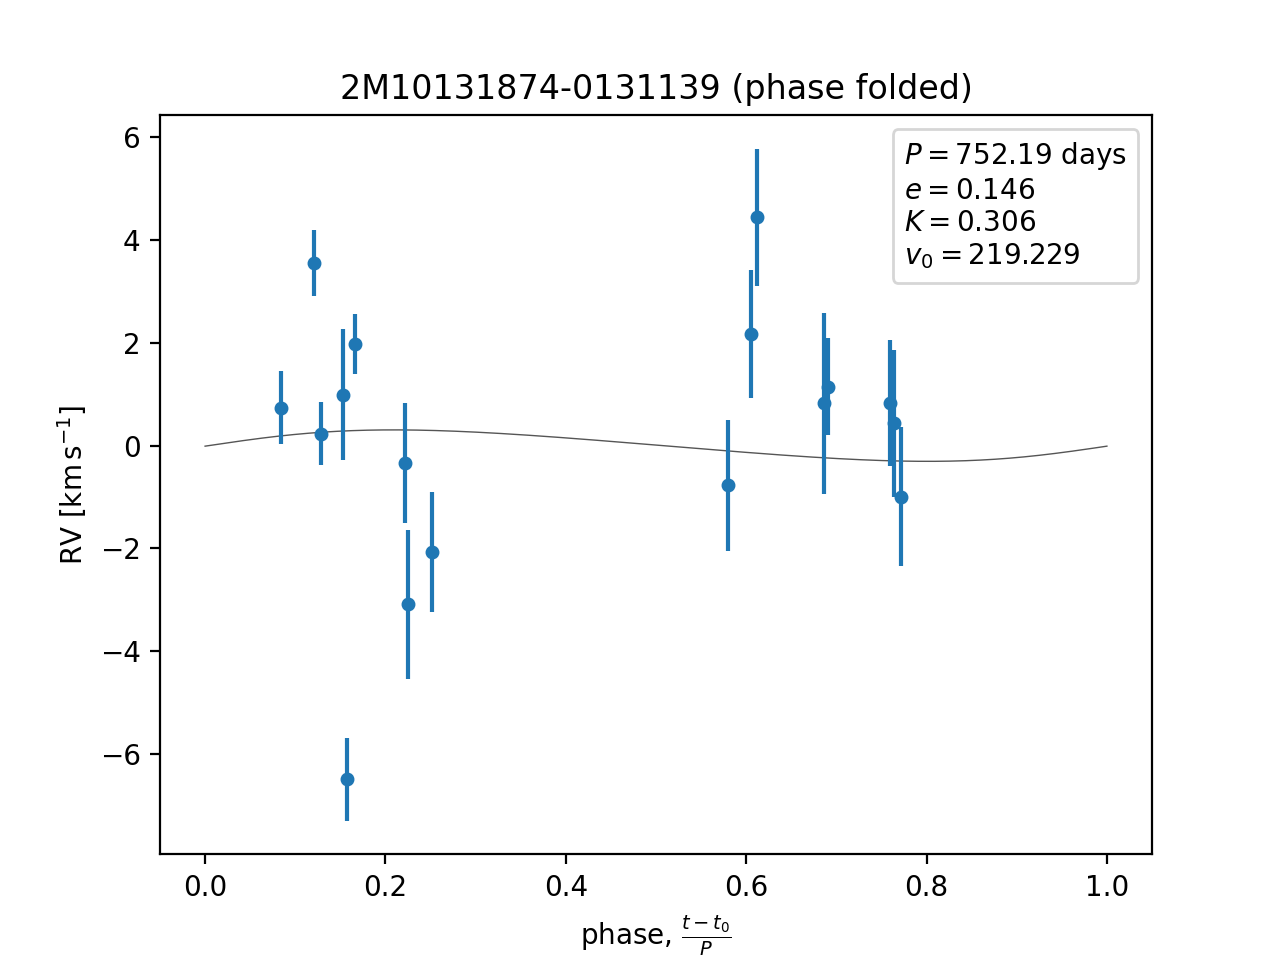 2M10131874-0131139 (phase folded)
P = 752.19 days
e = 0.146
K = 0.306
v₀ = 219.229
6
4
2
0
−2
−4
−6
RV [km s⁻¹]
0.0 0.2 0.4 0.6 0.8 1.0
phase, (t − t₀)/P